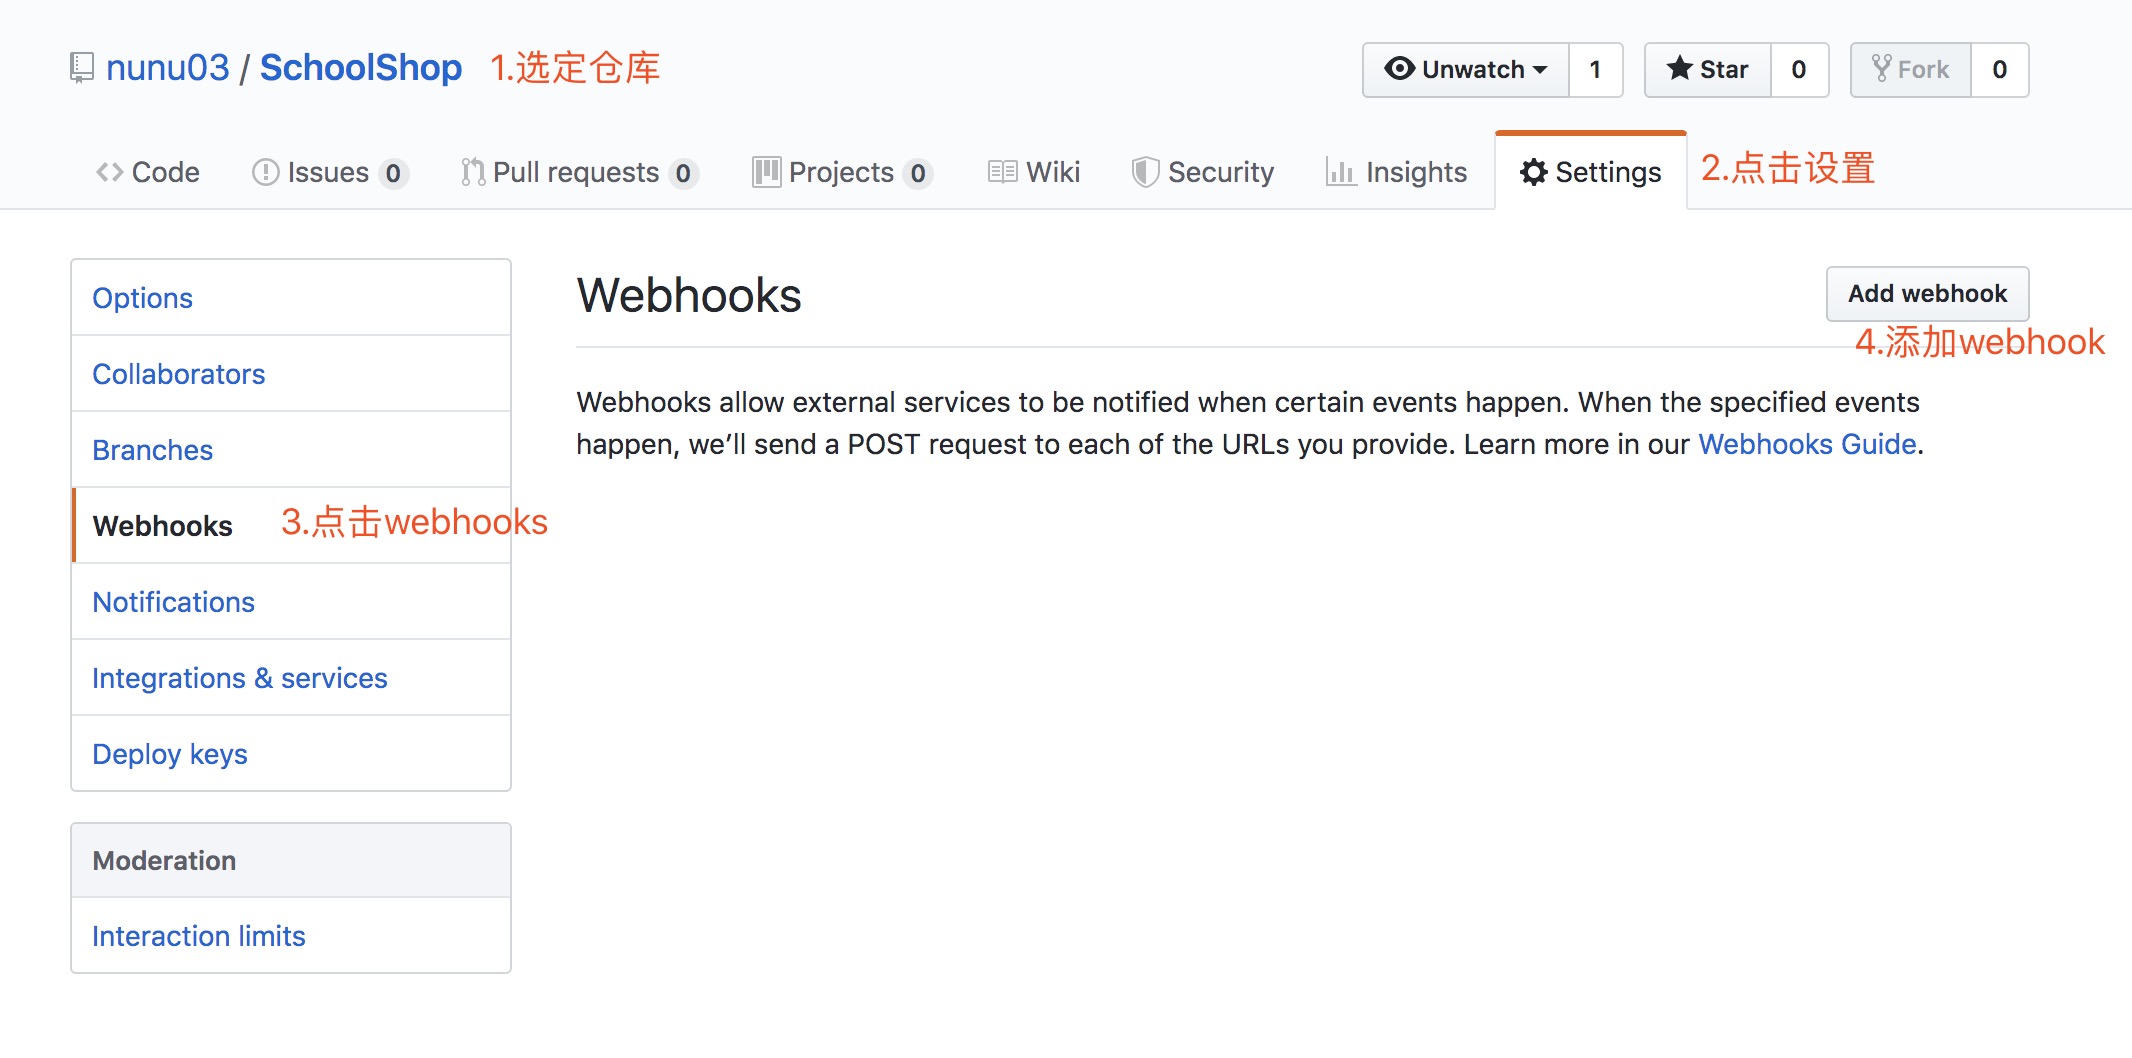 nunu03 / SchoolShop 1.选定仓库
Unwatch 1 Star 0 Fork 0
Code Issues 0 Pull requests 0 Projects 0 Wiki Security Insights Settings 2.点击设置
Options
Collaborators
Branches
Webhooks 3.点击webhooks
Notifications
Integrations & services
Deploy keys
Moderation
Interaction limits
Webhooks
Add webhook
4.添加webhook
Webhooks allow external services to be notified when certain events happen. When the specified events
happen, we’ll send a POST request to each of the URLs you provide. Learn more in our Webhooks Guide.